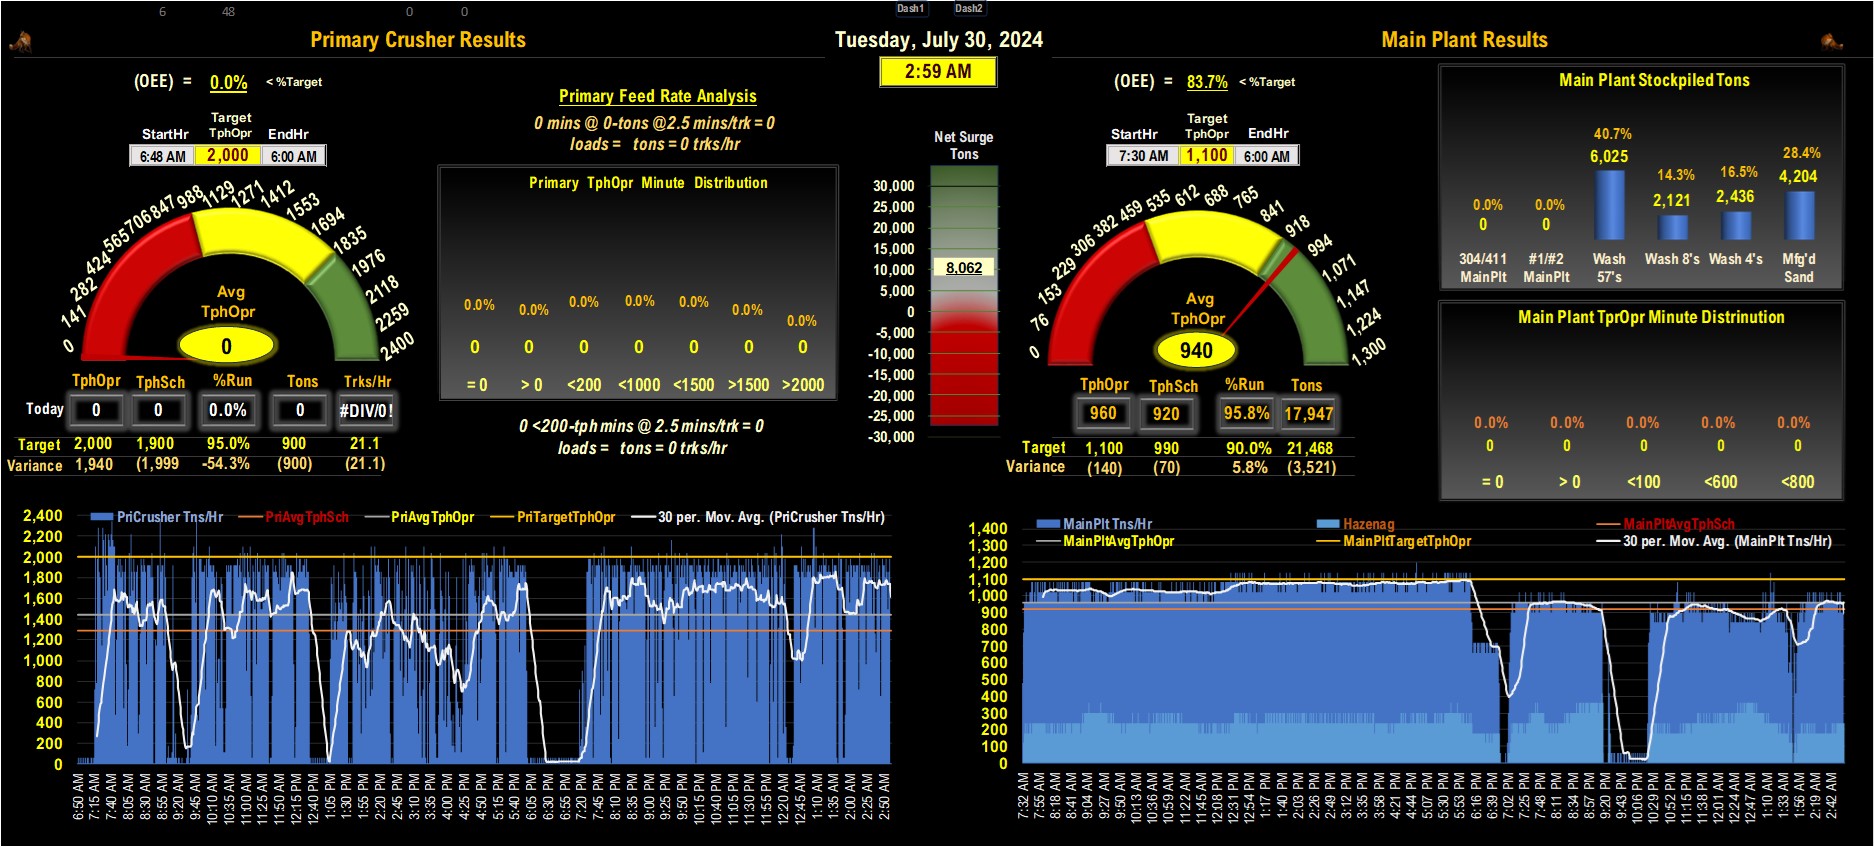 6 48 0 0 Dash1 Dash2
Primary Crusher Results
Tuesday, July 30, 2024
Main Plant Results
2:59 AM
(OEE) = 0.0% < %Target
Target
StartHr TphOpr EndHr
6:48 AM 2,000 6:00 AM
0 141 282 424 565 706 847 988 1129 1271 1412 1553 1694 1835 1976 2118 2259 2400
Avg
TphOpr
0
TphOpr TphSch %Run Tons Trks/Hr
Today 0 0 0.0% 0 #DIV/0!
Target 2,000 1,900 95.0% 900 21.1
Variance 1,940 (1,999 -54.3% (900) (21.1)
Primary Feed Rate Analysis
0 mins @ 0-tons @2.5 mins/trk = 0
loads = tons = 0 trks/hr
Primary TphOpr Minute Distribution
0.0% 0.0% 0.0% 0.0% 0.0% 0.0% 0.0%
0 0 0 0 0 0 0
= 0 > 0 <200 <1000 <1500 >1500 >2000
0 <200-tph mins @ 2.5 mins/trk = 0
loads = tons = 0 trks/hr
Net Surge
Tons
30,000
25,000
20,000
15,000
10,000
8,062
5,000
0
-5,000
-10,000
-15,000
-20,000
-25,000
-30,000
(OEE) = 83.7% < %Target
Target
StartHr TphOpr EndHr
7:30 AM 1,100 6:00 AM
0 76 153 229 306 382 459 535 612 688 765 841 918 994 1,071 1,147 1,224 1,300
Avg
TphOpr
940
TphOpr TphSch %Run Tons
960 920 95.8% 17,947
Target 1,100 990 90.0% 21,468
Variance (140) (70) 5.8% (3,521)
Main Plant Stockpiled Tons
0.0% 0.0% 40.7% 14.3% 16.5% 28.4%
0 0 6,025 2,121 2,436 4,204
304/411 #1/#2 Wash Wash 8's Wash 4's Mfg'd
MainPlt MainPlt 57's Sand
Main Plant TprOpr Minute Distrinution
0.0% 0.0% 0.0% 0.0% 0.0%
0 0 0 0 0
= 0 > 0 <100 <600 <800
PriCrusher Tns/Hr PriAvgTphSch PriAvgTphOpr PriTargetTphOpr 30 per. Mov. Avg. (PriCrusher Tns/Hr)
2,400
2,200
2,000
1,800
1,600
1,400
1,200
1,000
800
600
400
200
0
6:50 AM 7:15 AM 7:40 AM 8:05 AM 8:30 AM 8:55 AM 9:20 AM 9:45 AM 10:10 AM 10:35 AM 11:00 AM 11:25 AM 11:50 AM 12:15 PM 12:40 PM 1:05 PM 1:30 PM 1:55 PM 2:20 PM 2:45 PM 3:10 PM 3:35 PM 4:00 PM 4:25 PM 4:50 PM 5:15 PM 5:40 PM 6:05 PM 6:30 PM 6:55 PM 7:20 PM 7:45 PM 8:10 PM 8:35 PM 9:00 PM 9:25 PM 9:50 PM 10:15 PM 10:40 PM 11:05 PM 11:30 PM 11:55 PM 12:20 AM 12:45 AM 1:10 AM 1:35 AM 2:00 AM 2:25 AM 2:50 AM
MainPlt Tns/Hr Hazenag MainPltAvgTphSch
MainPltAvgTphOpr MainPltTargetTphOpr 30 per. Mov. Avg. (MainPlt Tns/Hr)
1,400
1,300
1,200
1,100
1,000
900
800
700
600
500
400
300
200
100
0
7:32 AM 7:55 AM 8:18 AM 8:41 AM 9:04 AM 9:27 AM 9:50 AM 10:13 AM 10:36 AM 10:59 AM 11:22 AM 11:45 AM 12:08 PM 12:31 PM 12:54 PM 1:17 PM 1:40 PM 2:03 PM 2:26 PM 2:49 PM 3:12 PM 3:35 PM 3:58 PM 4:21 PM 4:44 PM 5:07 PM 5:30 PM 5:53 PM 6:16 PM 6:39 PM 7:02 PM 7:25 PM 7:48 PM 8:11 PM 8:34 PM 8:57 PM 9:20 PM 9:43 PM 10:06 PM 10:29 PM 10:52 PM 11:15 PM 11:38 PM 12:01 AM 12:24 AM 12:47 AM 1:10 AM 1:33 AM 1:56 AM 2:19 AM 2:42 AM